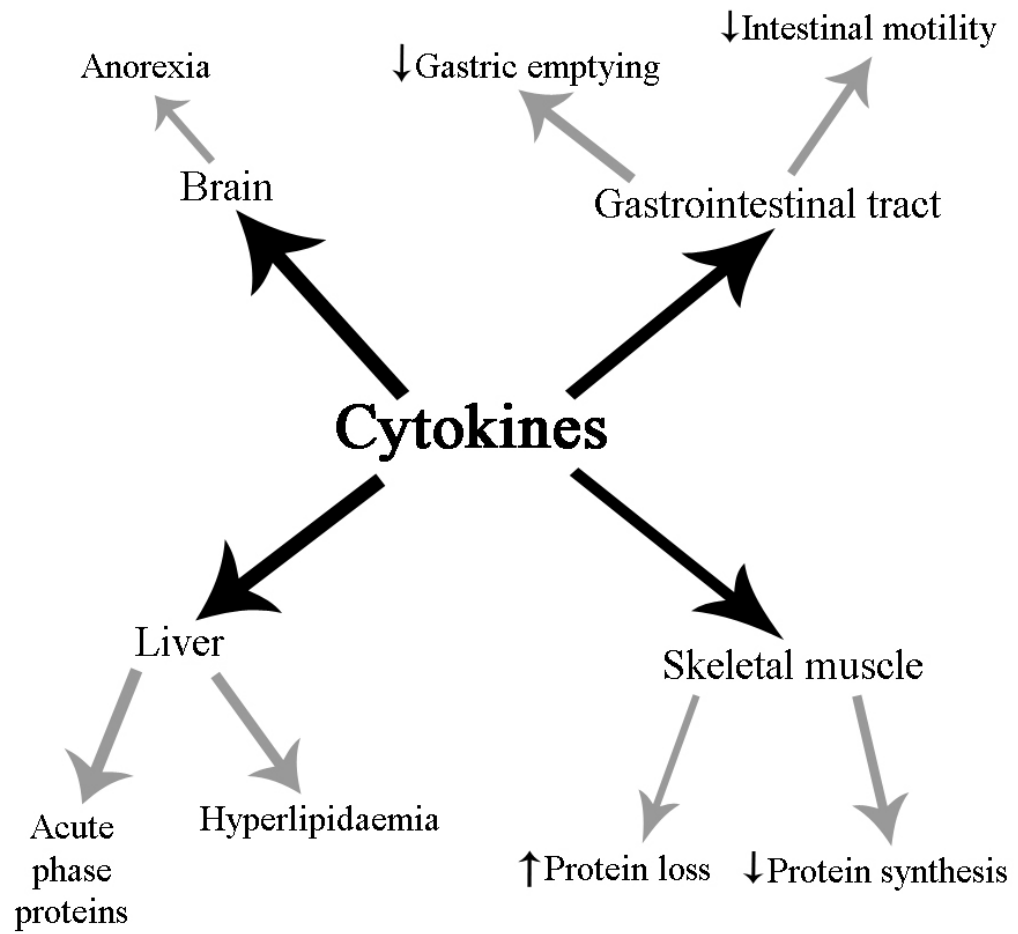 ↓Intestinal motility
Anorexia
↓Gastric emptying
Brain
Gastrointestinal tract
Cytokines
Liver
Skeletal muscle
Acute
phase
proteins
Hyperlipidaemia
↑Protein loss
↓Protein synthesis